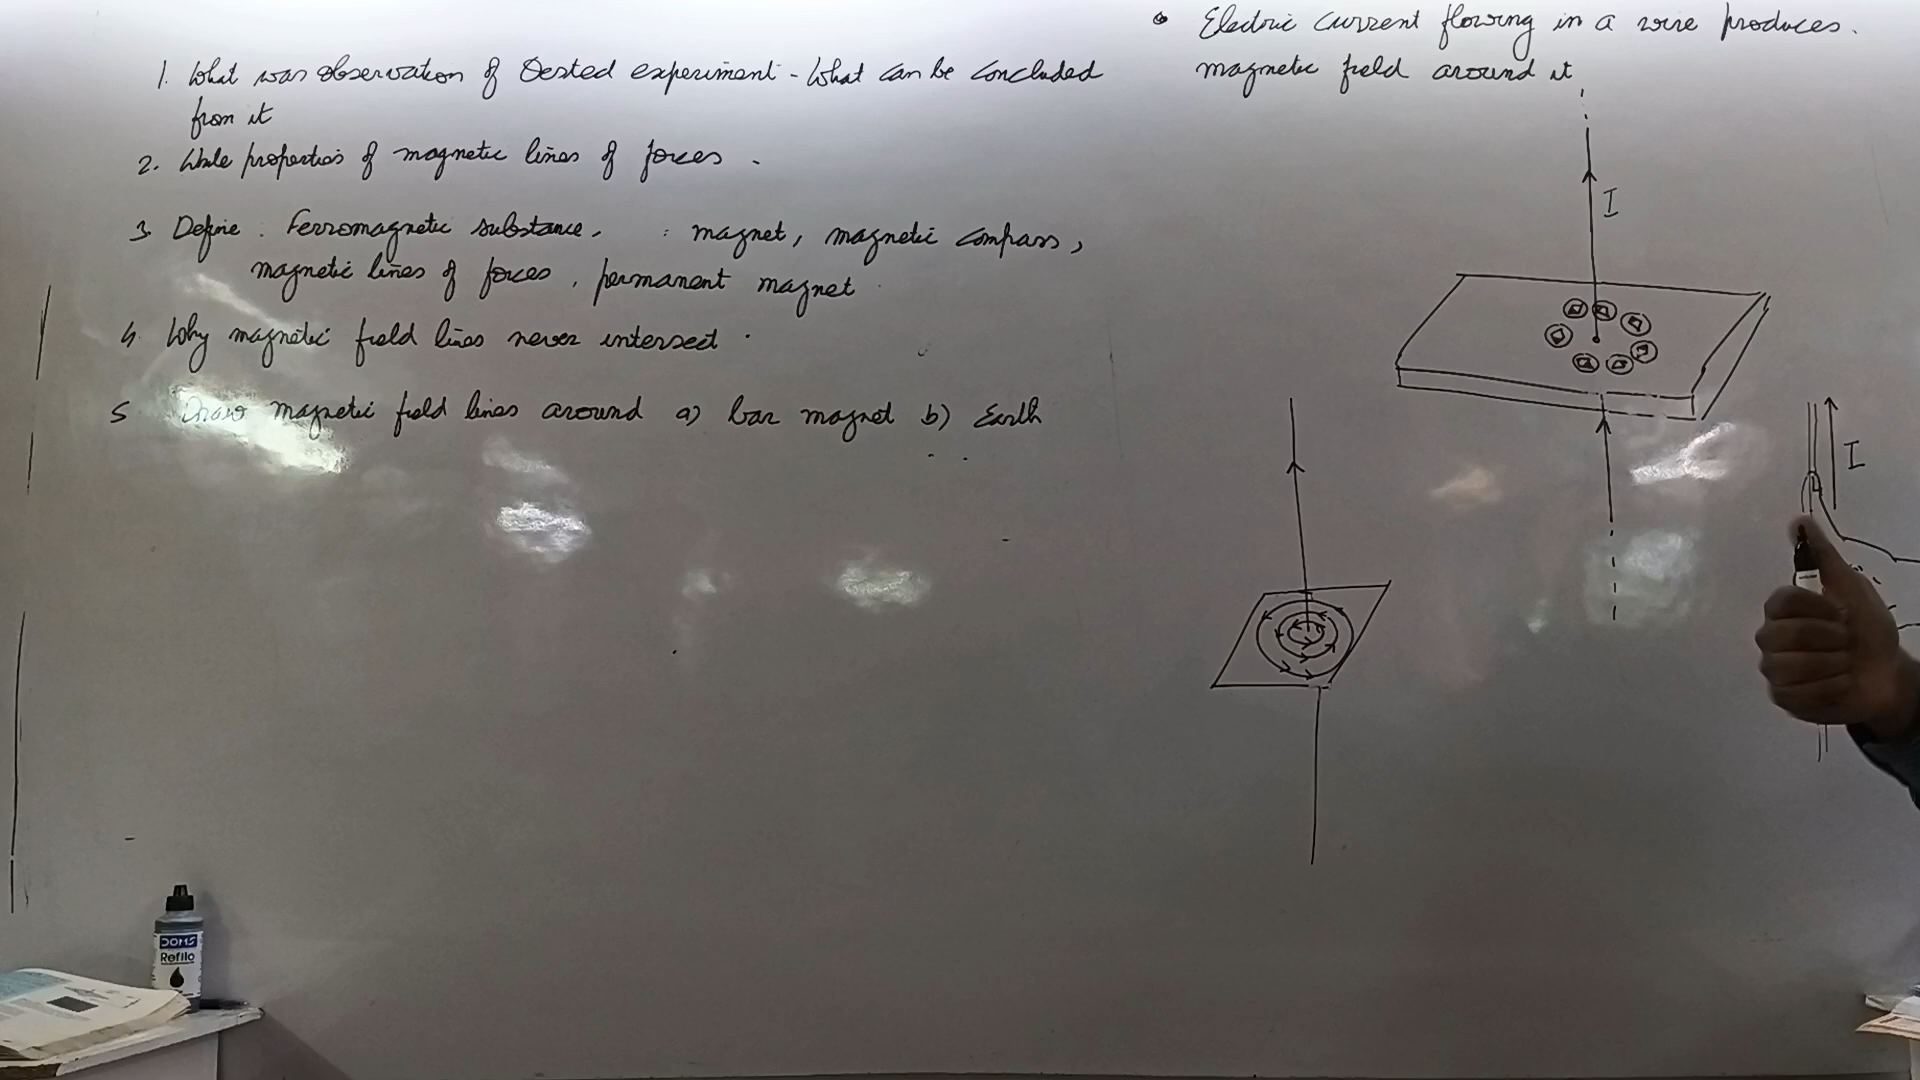 1. What was observation of Oested experiment - What can be concluded
from it
2. Write properties of magnetic lines of forces .
3. Define : Ferromagnetic substance, : magnet, magnetic compass,
magnetic lines of forces , permanent magnet
4. Why magnetic field lines never intersect .
5 Draw magnetic field lines around a) bar magnet b) Earth
• Electric current flowing in a wire produces.
magnetic field around it
I
I
DOMS
Refilo